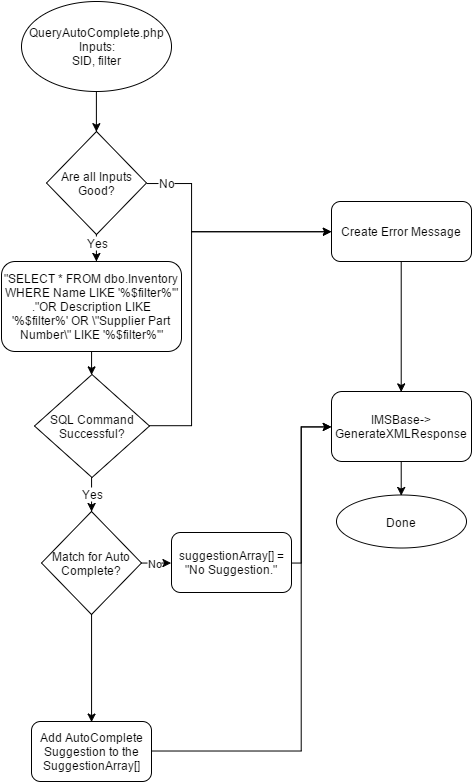 QueryAutoComplete.php
Inputs:
SID, filter
Are all Inputs
Good?
No
Yes
Create Error Message
"SELECT * FROM dbo.Inventory
WHERE Name LIKE '%$filter%'"
."OR Description LIKE
'%$filter%' OR \"Supplier Part
Number\" LIKE '%$filter%'"
SQL Command
Successful?
IMSBase->
GenerateXMLResponse
Yes
Done
Match for Auto
Complete?
No
suggestionArray[] =
"No Suggestion."
Add AutoComplete
Suggestion to the
SuggestionArray[]